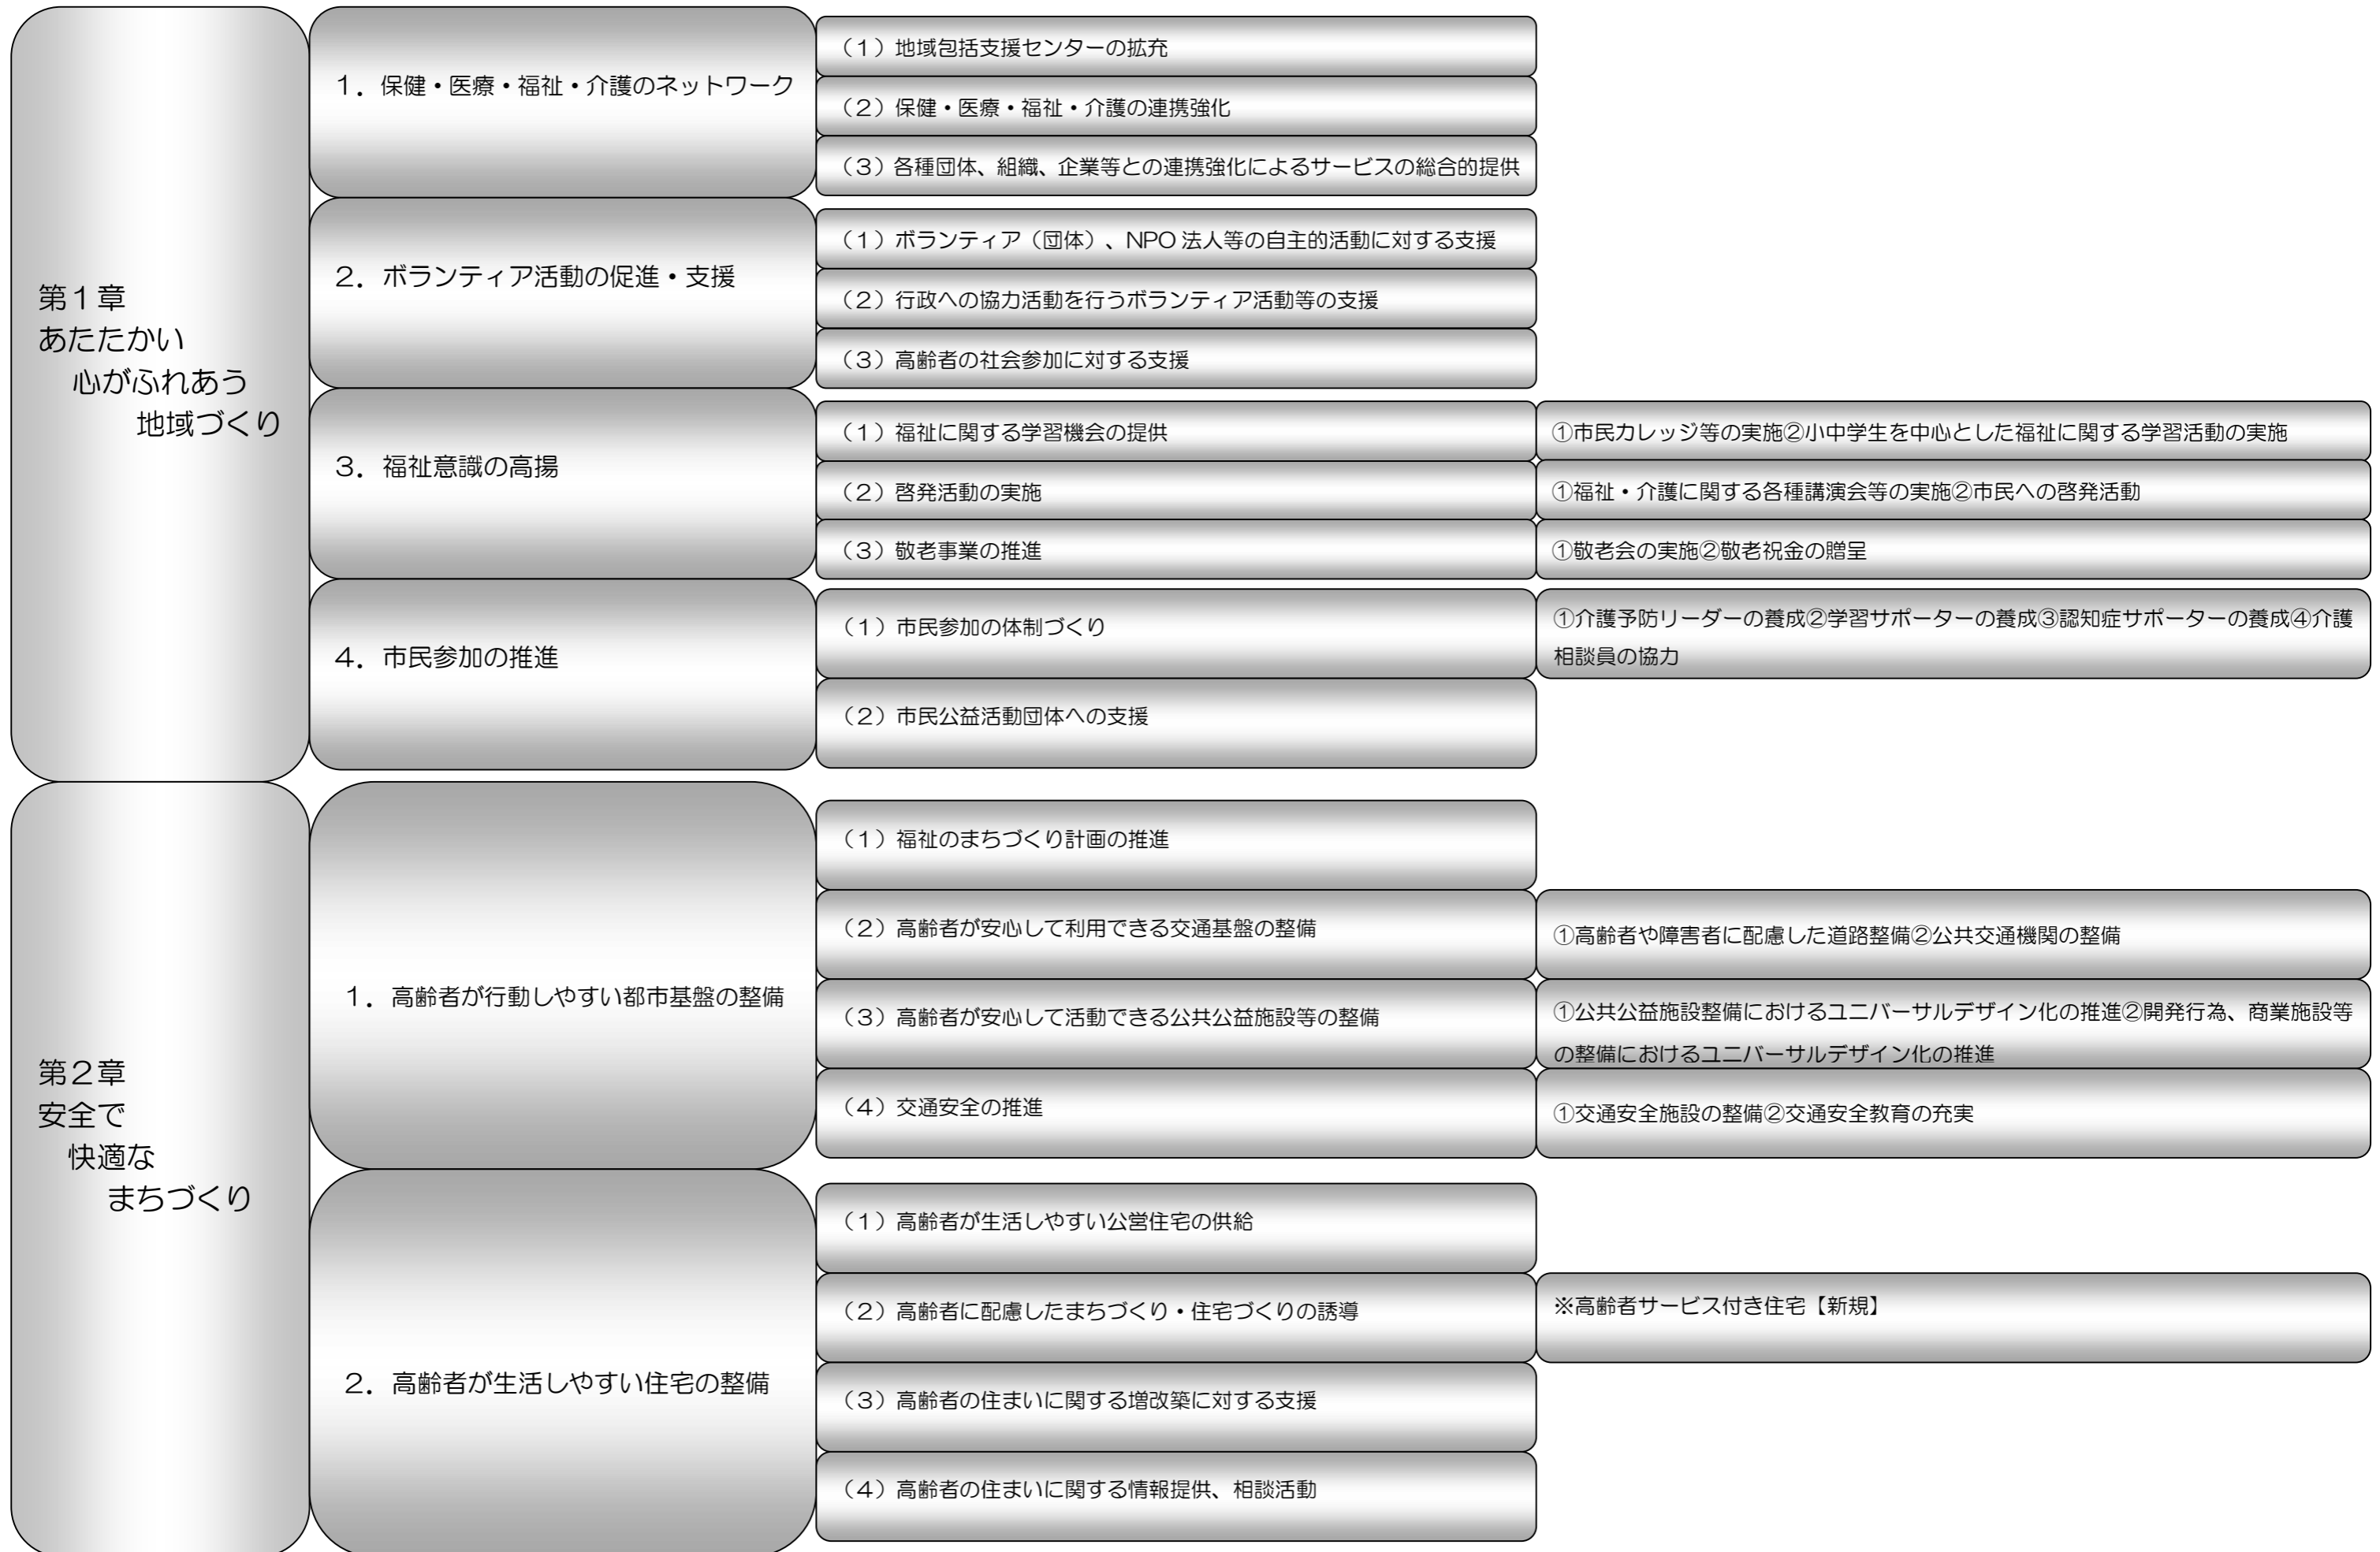 第１章
あたたかい
心がふれあう
地域づくり
１．保健・医療・福祉・介護のネットワーク
（１）地域包括支援センターの拡充
（２）保健・医療・福祉・介護の連携強化
（３）各種団体、組織、企業等との連携強化によるサービスの総合的提供
２．ボランティア活動の促進・支援
（１）ボランティア（団体）、NPO 法人等の自主的活動に対する支援
（２）行政への協力活動を行うボランティア活動等の支援
（３）高齢者の社会参加に対する支援
３．福祉意識の高揚
（１）福祉に関する学習機会の提供
①市民カレッジ等の実施②小中学生を中心とした福祉に関する学習活動の実施
（２）啓発活動の実施
①福祉・介護に関する各種講演会等の実施②市民への啓発活動
（３）敬老事業の推進
①敬老会の実施②敬老祝金の贈呈
４．市民参加の推進
（１）市民参加の体制づくり
①介護予防リーダーの養成②学習サポーターの養成③認知症サポーターの養成④介護
相談員の協力
（２）市民公益活動団体への支援
第２章
安全で
快適な
まちづくり
１．高齢者が行動しやすい都市基盤の整備
（１）福祉のまちづくり計画の推進
（２）高齢者が安心して利用できる交通基盤の整備
①高齢者や障害者に配慮した道路整備②公共交通機関の整備
（３）高齢者が安心して活動できる公共公益施設等の整備
①公共公益施設整備におけるユニバーサルデザイン化の推進②開発行為、商業施設等
の整備におけるユニバーサルデザイン化の推進
（４）交通安全の推進
①交通安全施設の整備②交通安全教育の充実
２．高齢者が生活しやすい住宅の整備
（１）高齢者が生活しやすい公営住宅の供給
（２）高齢者に配慮したまちづくり・住宅づくりの誘導
※高齢者サービス付き住宅【新規】
（３）高齢者の住まいに関する増改築に対する支援
（４）高齢者の住まいに関する情報提供、相談活動